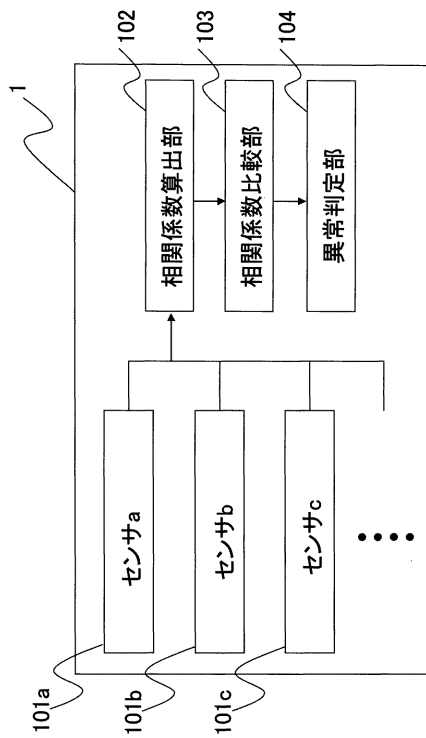 1
101a
センサa
101b
センサb
101c
センサc
102
相関係数算出部
103
相関係数比較部
104
異常判定部